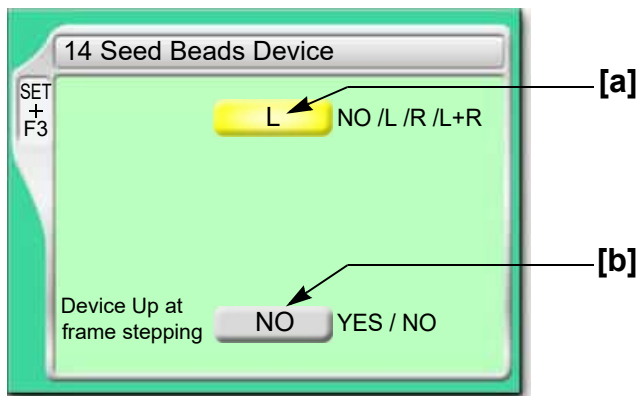 14 Seed Beads Device
SET
+
F3
L NO /L /R /L+R
[a]
[b]
Device Up at
frame stepping
NO YES / NO